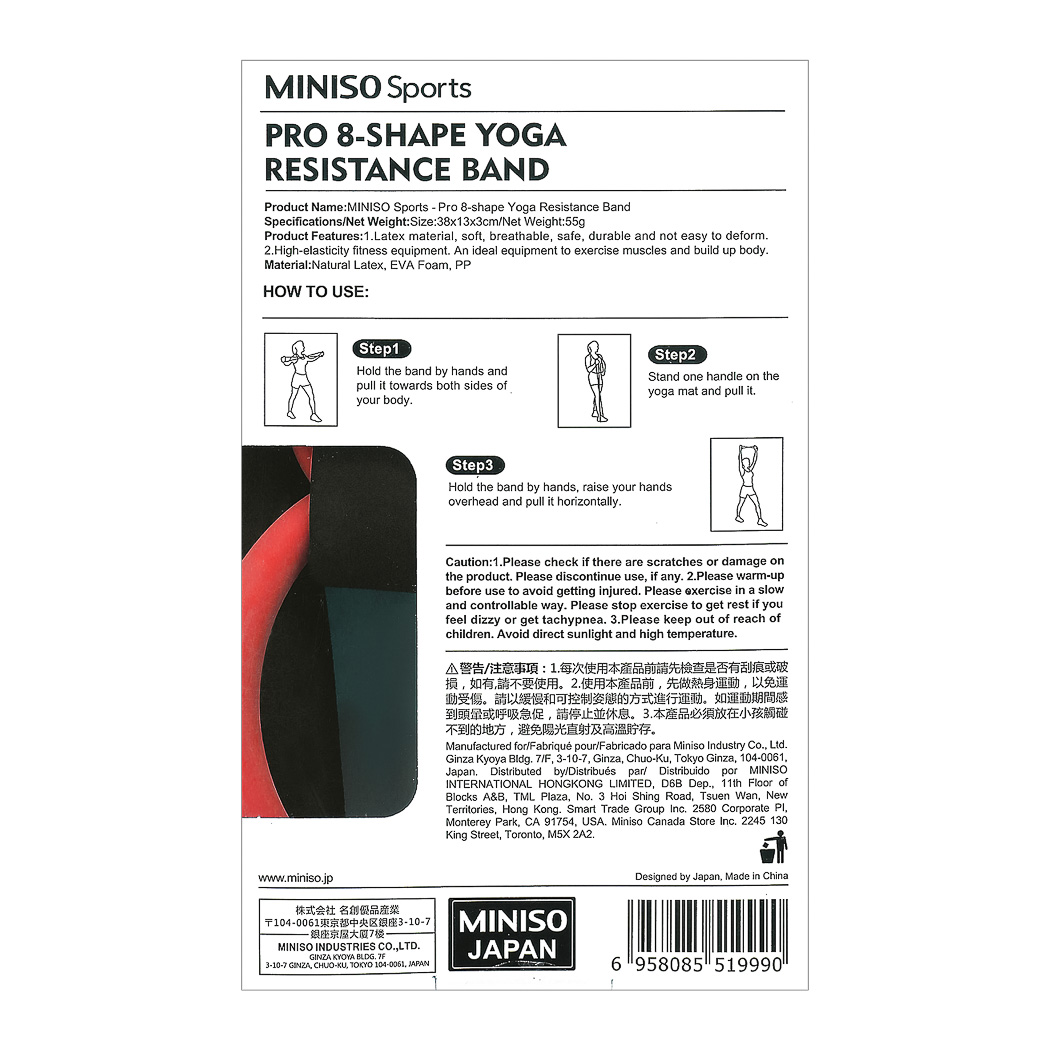 MINISO Sports
PRO 8-SHAPE YOGA
RESISTANCE BAND
Product Name:MINISO Sports - Pro 8-shape Yoga Resistance Band
Specifications/Net Weight:Size:38x13x3cm/Net Weight:55g
Product Features:1.Latex material, soft, breathable, safe, durable and not easy to deform.
2.High-elasticity fitness equipment. An ideal equipment to exercise muscles and build up body.
Material:Natural Latex, EVA Foam, PP
HOW TO USE:
Step1
Hold the band by hands and
pull it towards both sides of
your body.
Step2
Stand one handle on the
yoga mat and pull it.
Step3
Hold the band by hands, raise your hands
overhead and pull it horizontally.
Caution:1.Please check if there are scratches or damage on
the product. Please discontinue use, if any. 2.Please warm-up
before use to avoid getting injured. Please exercise in a slow
and controllable way. Please stop exercise to get rest if you
feel dizzy or get tachypnea. 3.Please keep out of reach of
children. Avoid direct sunlight and high temperature.
⚠警告/注意事項：1.每次使用本產品前請先檢查是否有刮痕或破
損，如有,請不要使用。2.使用本產品前，先做熱身運動，以免運
動受傷。請以緩慢和可控制姿態的方式進行運動。如運動期間感
到頭暈或呼吸急促，請停止並休息。3.本產品必須放在小孩觸碰
不到的地方，避免陽光直射及高溫貯存。
Manufactured for/Fabriqué pour/Fabricado para Miniso Industry Co., Ltd.
Ginza Kyoya Bldg. 7/F, 3-10-7, Ginza, Chuo-Ku, Tokyo Ginza, 104-0061,
Japan. Distributed by/Distribués par/ Distribuido por MINISO
INTERNATIONAL HONGKONG LIMITED, D6B Dep., 11th Floor of
Blocks A&B, TML Plaza, No. 3 Hoi Shing Road, Tsuen Wan, New
Territories, Hong Kong. Smart Trade Group Inc. 2580 Corporate Pl,
Monterey Park, CA 91754, USA. Miniso Canada Store Inc. 2245 130
King Street, Toronto, M5X 2A2.
www.miniso.jp
Designed by Japan, Made in China
株式会社 名創優品産業
〒104-0061東京都中央区銀座3-10-7
銀座京屋大厦7楼
MINISO INDUSTRIES CO.,LTD.
GINZA KYOYA BLDG. 7F
3-10-7 GINZA, CHUO-KU, TOKYO 104-0061, JAPAN
MINISO
JAPAN
6 958085 519990